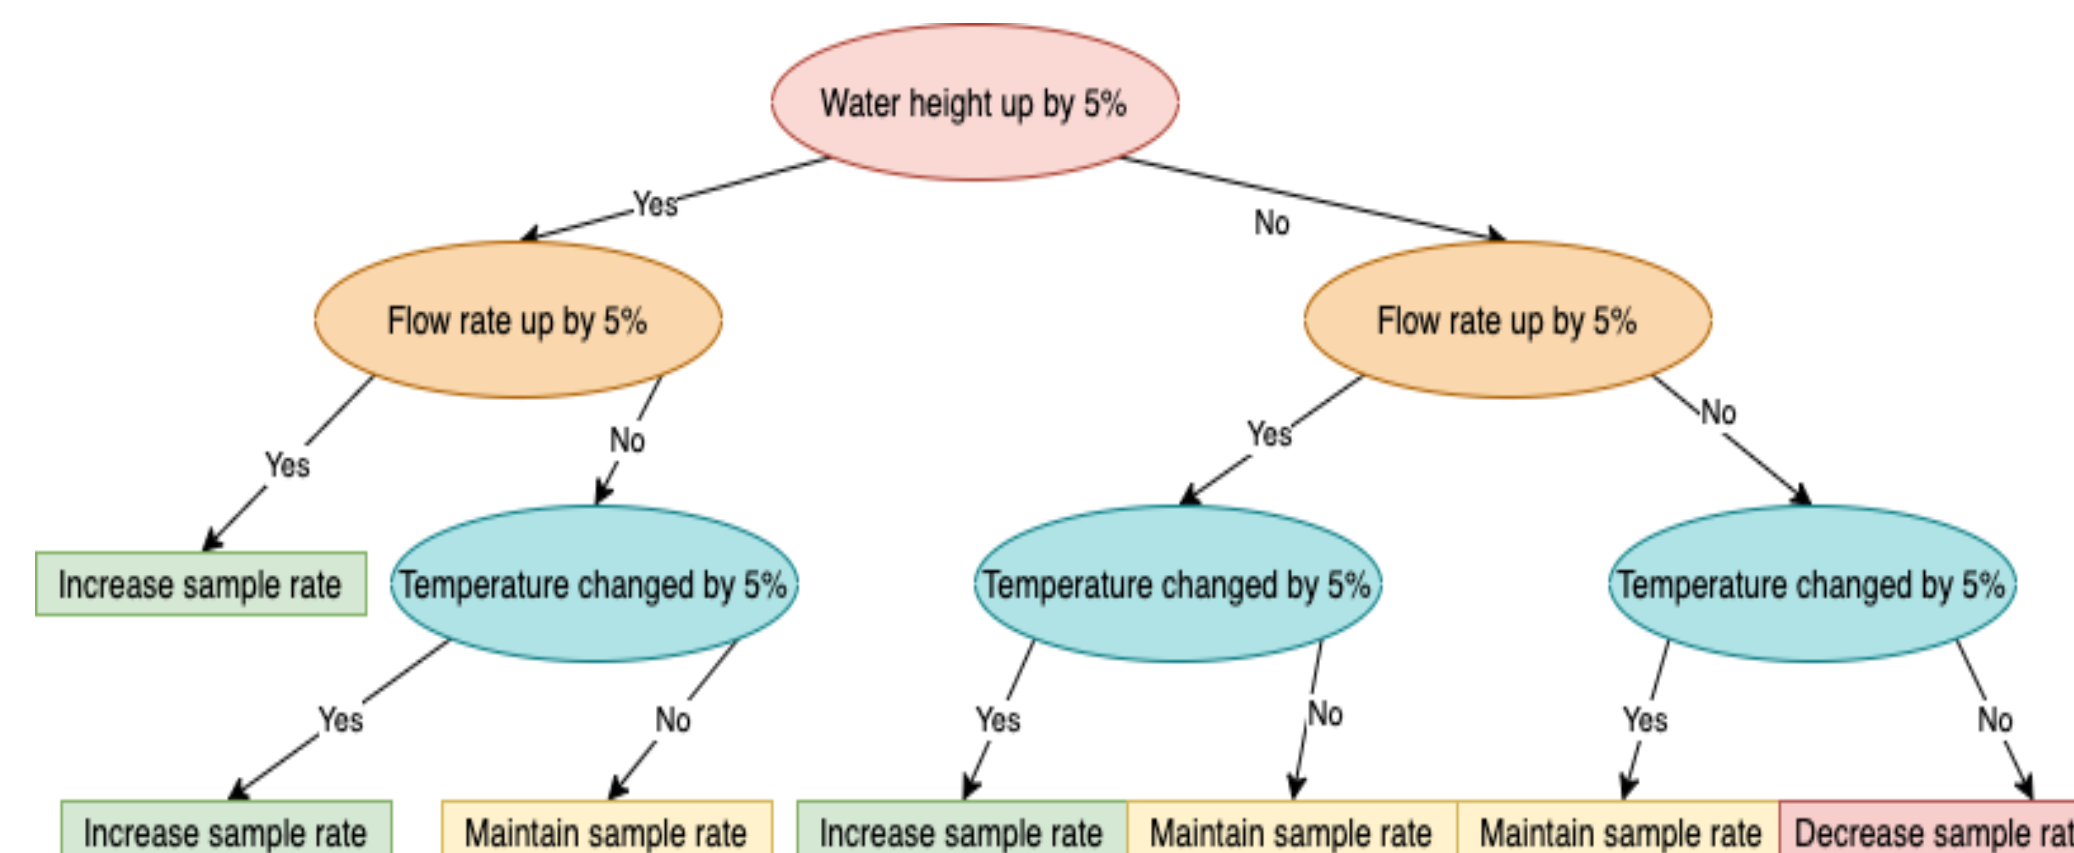 Water height up by 5%
Yes
No
Flow rate up by 5%
Flow rate up by 5%
Yes
No
Yes
No
Increase sample rate
Temperature changed by 5%
Temperature changed by 5%
Temperature changed by 5%
Yes
No
Yes
No
Yes
No
Increase sample rate
Maintain sample rate
Increase sample rate
Maintain sample rate
Maintain sample rate
Decrease sample rat